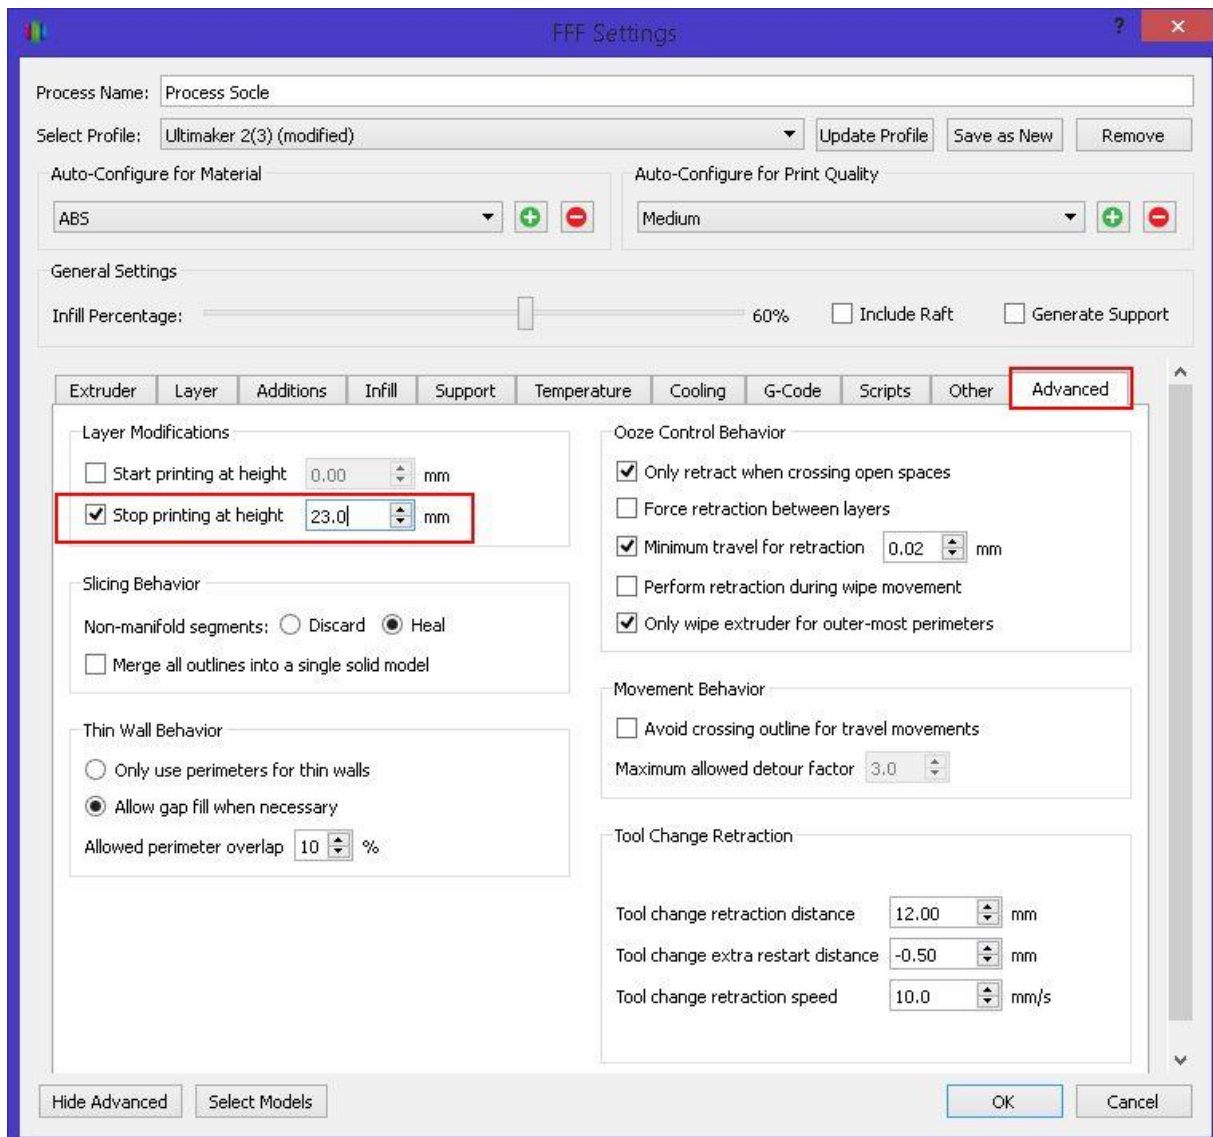 FFF Settings
?
Process Name: Process Socle
Select Profile: Ultimaker 2(3) (modified) Update Profile Save as New Remove
Auto-Configure for Material
ABS
Auto-Configure for Print Quality
Medium
General Settings
Infill Percentage: 60% Include Raft Generate Support
Extruder Layer Additions Infill Support Temperature Cooling G-Code Scripts Other Advanced
Layer Modifications
Start printing at height 0.00 mm
Stop printing at height 23.0 mm
Slicing Behavior
Non-manifold segments: Discard Heal
Merge all outlines into a single solid model
Thin Wall Behavior
Only use perimeters for thin walls
Allow gap fill when necessary
Allowed perimeter overlap 10 %
Ooze Control Behavior
Only retract when crossing open spaces
Force retraction between layers
Minimum travel for retraction 0.02 mm
Perform retraction during wipe movement
Only wipe extruder for outer-most perimeters
Movement Behavior
Avoid crossing outline for travel movements
Maximum allowed detour factor 3.0
Tool Change Retraction
Tool change retraction distance 12.00 mm
Tool change extra restart distance -0.50 mm
Tool change retraction speed 10.0 mm/s
Hide Advanced Select Models OK Cancel